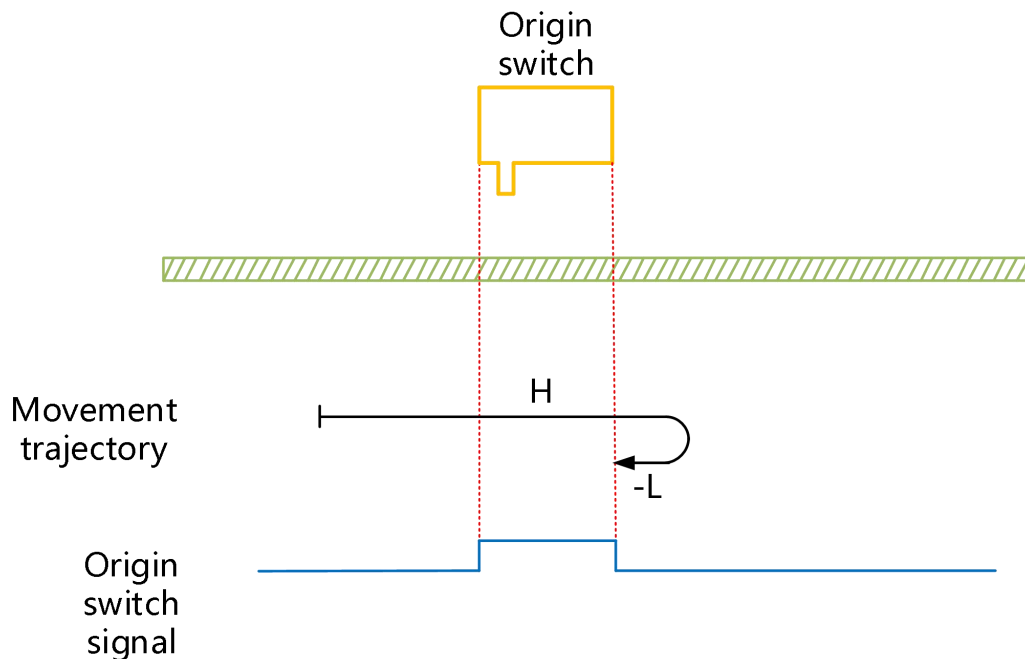 Origin
switch
H
Movement
trajectory
-L
Origin
switch
signal